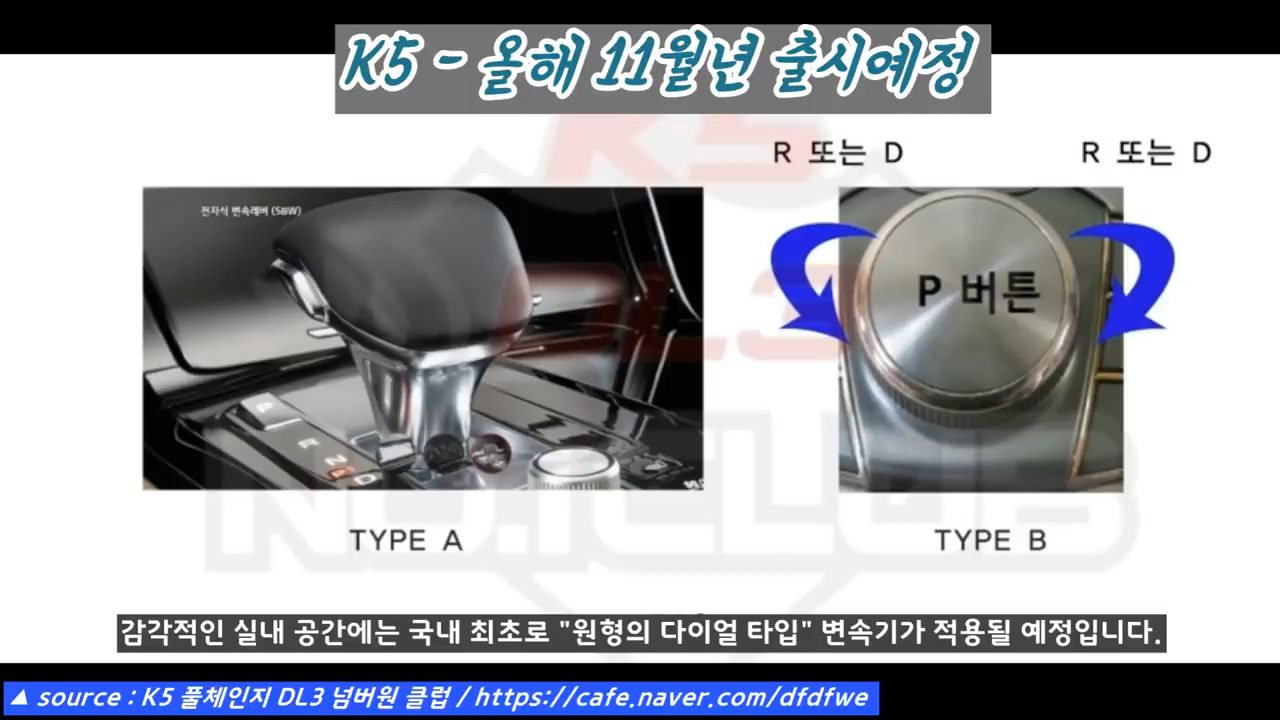 K5 - 올해 11월년 출시예정
K5
R 또는 D
R 또는 D
전자식 변속레버 (SBW)
P 버튼
DL3
P
R
N
D
NO.1CLUB
TYPE A
TYPE B
감각적인 실내 공간에는 국내 최초로 "원형의 다이얼 타입" 변속기가 적용될 예정입니다.
▲ source : K5 풀체인지 DL3 넘버원 클럽 / https://cafe.naver.com/dfdfwe